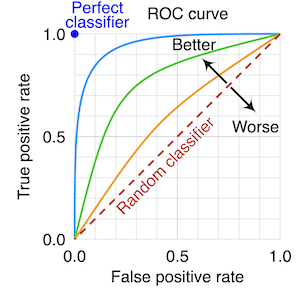 Perfect
classifier
ROC curve
1.0
Better
Worse
0.5
Random classifier
True positive rate
0.0
0.0
0.5
1.0
False positive rate